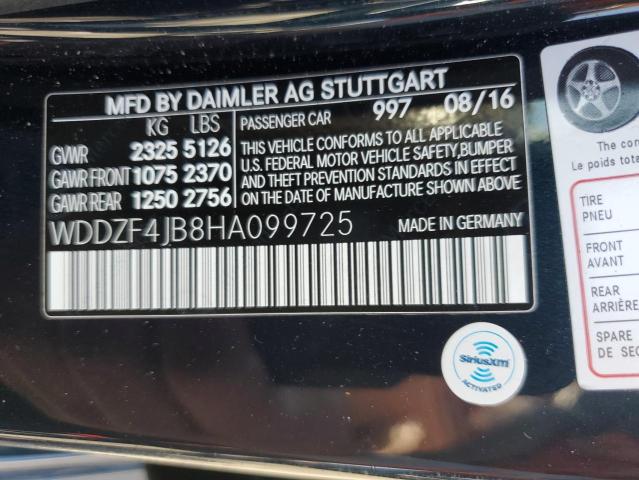 MFD BY DAIMLER AG STUTTGART
KG LBS PASSENGER CAR 997 08/16
GVWR 2325 5126
GAWR FRONT 1075 2370
GAWR REAR 1250 2756
THIS VEHICLE CONFORMS TO ALL APPLICABLE
U.S. FEDERAL MOTOR VEHICLE SAFETY,BUMPER
AND THEFT PREVENTION STANDARDS IN EFFECT
ON THE DATE OF MANUFACTURE SHOWN ABOVE.
WDDZF4JB8HA099725 MADE IN GERMANY
SiriusXM
ACTIVATED
The con
Le poids tota
TIRE
PNEU
FRONT
AVANT
REAR
ARRIÈRE
SPARE
DE SEC